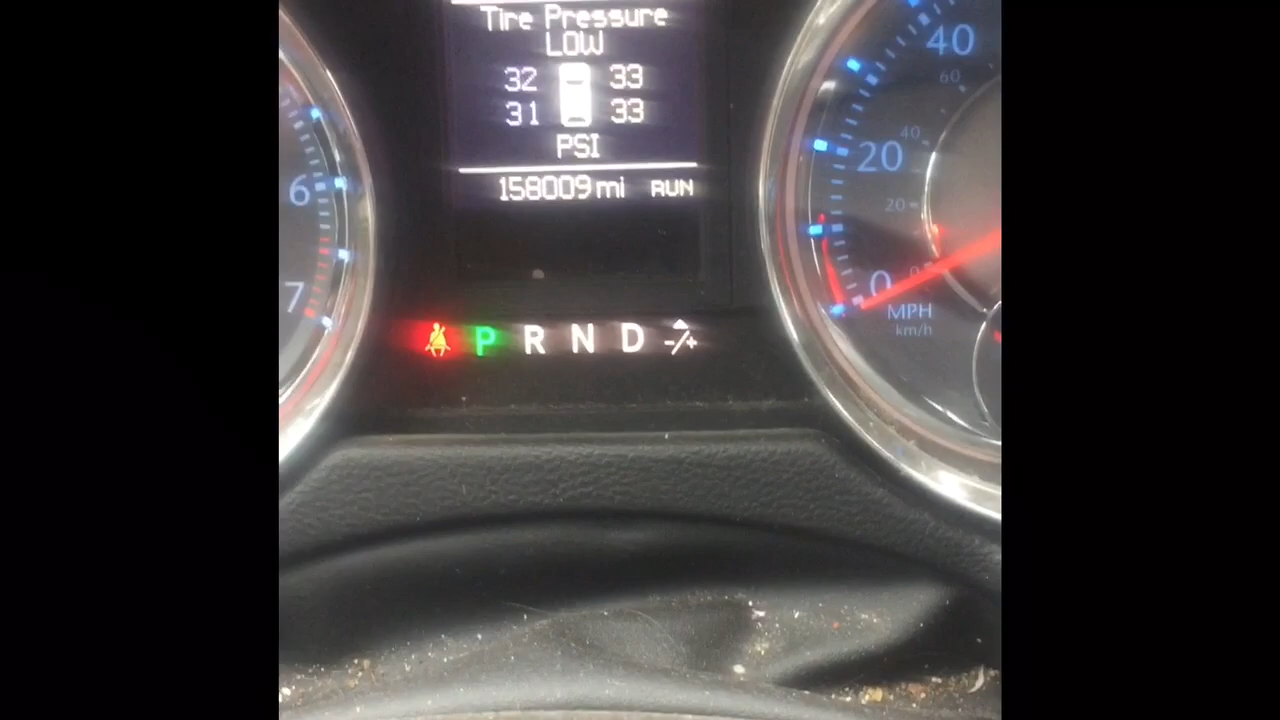 Tire Pressure
LOW
32 33
31 33
PSI
158009 mi RUN
6
7
P R N D -/+
40
60
20
40
20
0
0
MPH
km/h